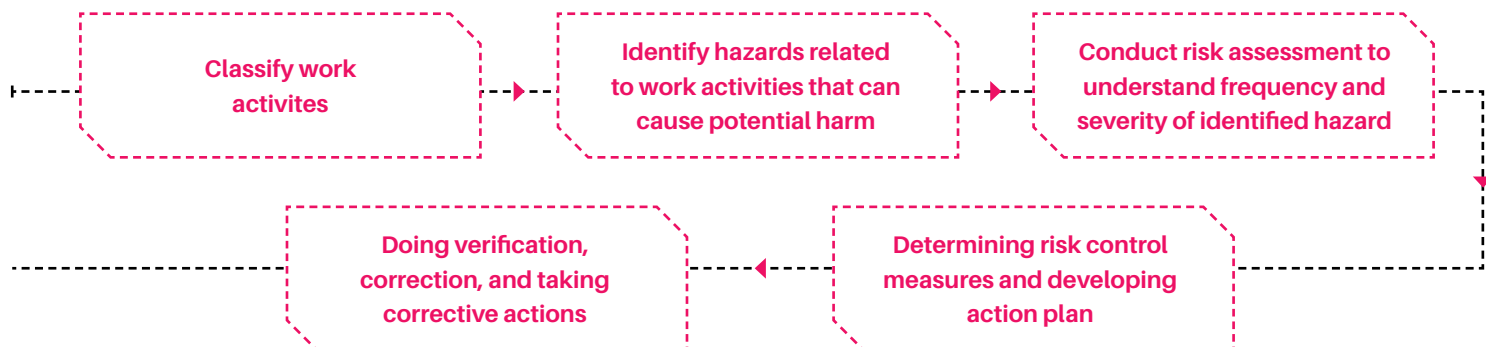 Classify work
activites
Identify hazards related
to work activities that can
cause potential harm
Conduct risk assessment to
understand frequency and
severity of identified hazard
Determining risk control
measures and developing
action plan
Doing verification,
correction, and taking
corrective actions